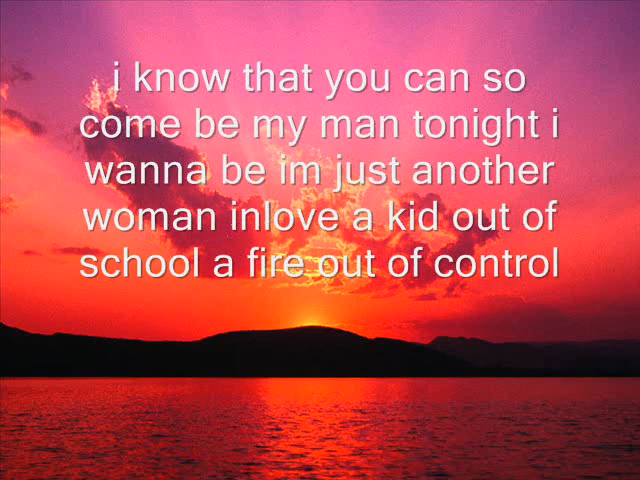 i know that you can so
come be my man tonight i
wanna be im just another
woman inlove a kid out of
school a fire out of control